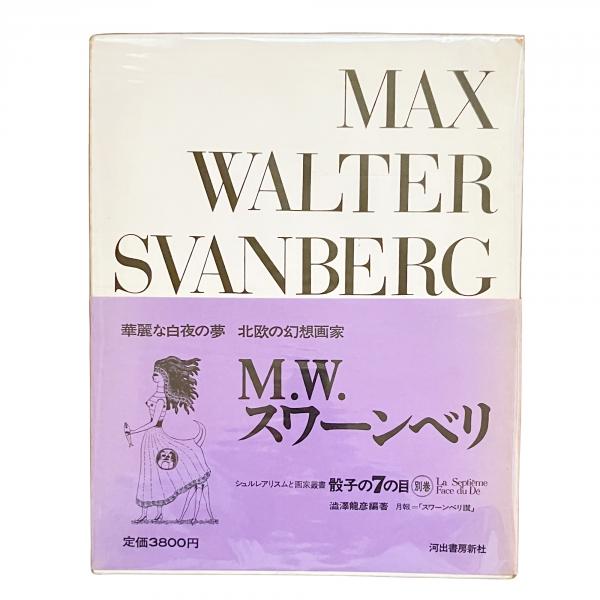 MAX
WALTER
SVANBERG
華麗な白夜の夢 北欧の幻想画家
M.W.
スワーンベリ
シュルレアリスムと画家叢書 骰子の7の目 別巻 La Septième
Face du Dé
澁澤龍彦編著 月報=「スワーンベリ讃」
定価3800円
河出書房新社